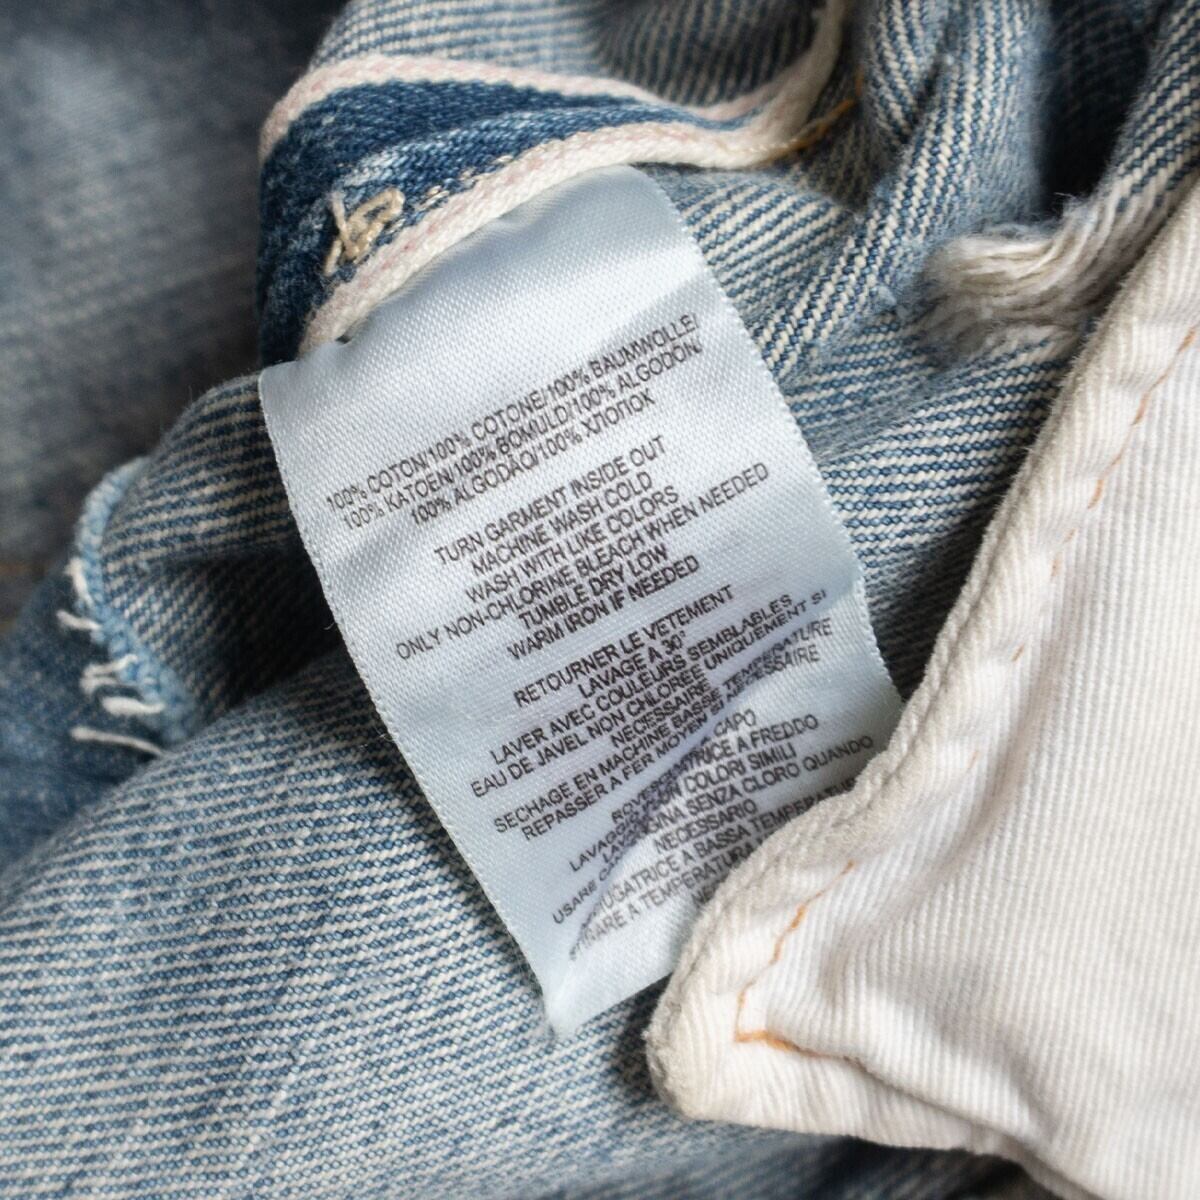 100% COTON/100% COTONE/100% BAUMWOLLE/
100% KATOEN/100% BOMULD/100% ALGODÓN/
100% ALGODÃO/100% ХЛОПОК
TURN GARMENT INSIDE OUT
MACHINE WASH COLD
WASH WITH LIKE COLORS
ONLY NON-CHLORINE BLEACH WHEN NEEDED
TUMBLE DRY LOW
WARM IRON IF NEEDED
RETOURNER LE VETEMENT
LAVAGE A 30°
LAVER AVEC COULEURS SEMBLABLES
EAU DE JAVEL NON CHLOREE UNIQUEMENT SI
NECESSAIRE
SECHAGE EN MACHINE BASSE TEMPERATURE
REPASSER A FER MOYEN SI NECESSAIRE
CAPO
A FREDDO
COLORI SIMILI
USARE SENZA CLORO QUANDO
NECESSARIO
A BASSA
A TEMPERATURA